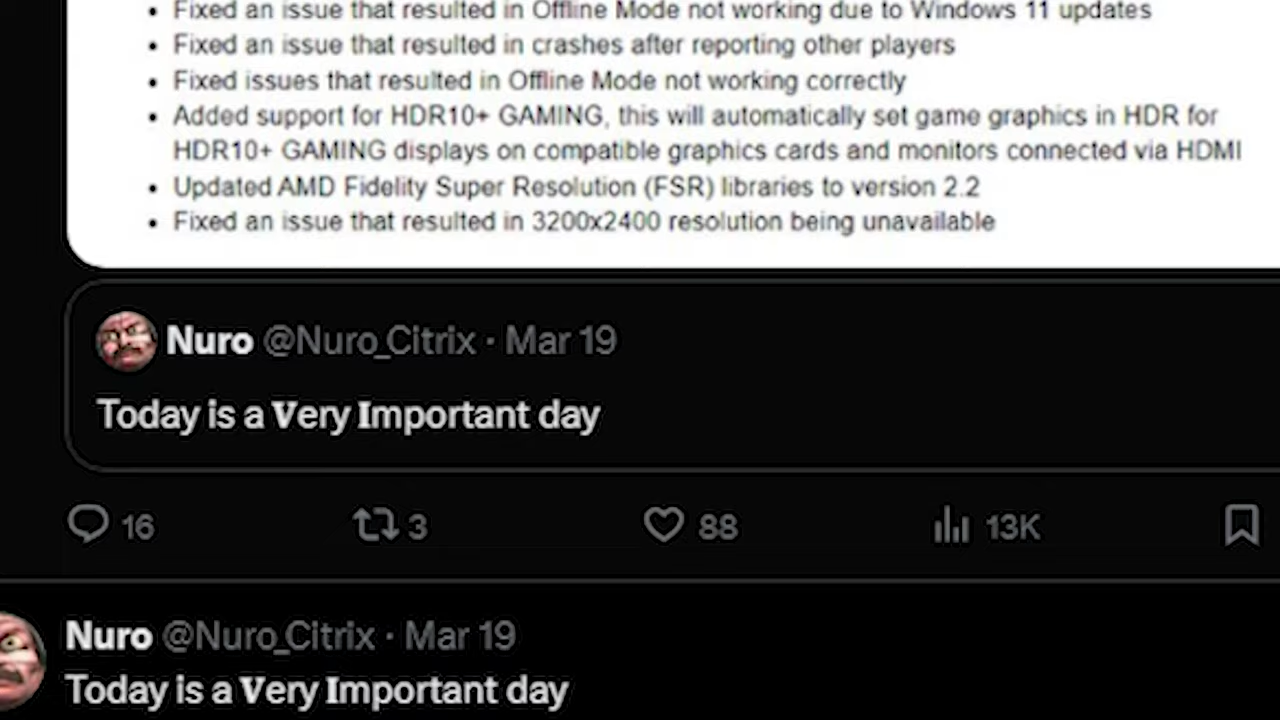 • Fixed an issue that resulted in Offline Mode not working due to Windows 11 updates
• Fixed an issue that resulted in crashes after reporting other players
• Fixed issues that resulted in Offline Mode not working correctly
• Added support for HDR10+ GAMING, this will automatically set game graphics in HDR for
HDR10+ GAMING displays on compatible graphics cards and monitors connected via HDMI
• Updated AMD Fidelity Super Resolution (FSR) libraries to version 2.2
• Fixed an issue that resulted in 3200x2400 resolution being unavailable
Nuro @Nuro_Citrix · Mar 19
Today is a Very Important day
16 3 88 13K
Nuro @Nuro_Citrix · Mar 19
Today is a Very Important day